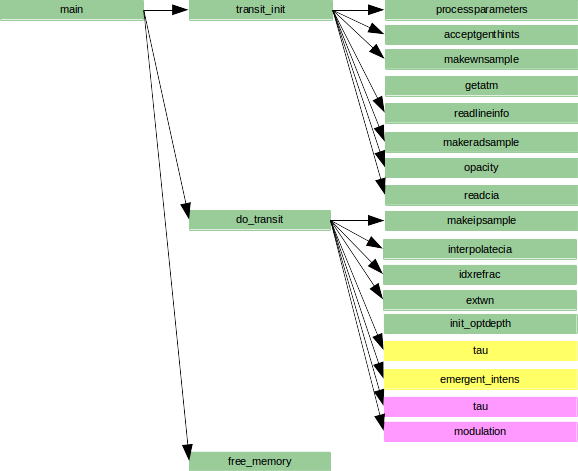 main
transit_init
processparameters
acceptgenthints
makewnsample
getatm
readlineinfo
makeradsample
opacity
readcia
do_transit
makeipsample
interpolatecia
idxrefrac
extwn
init_optdepth
tau
emergent_intens
tau
modulation
free_memory